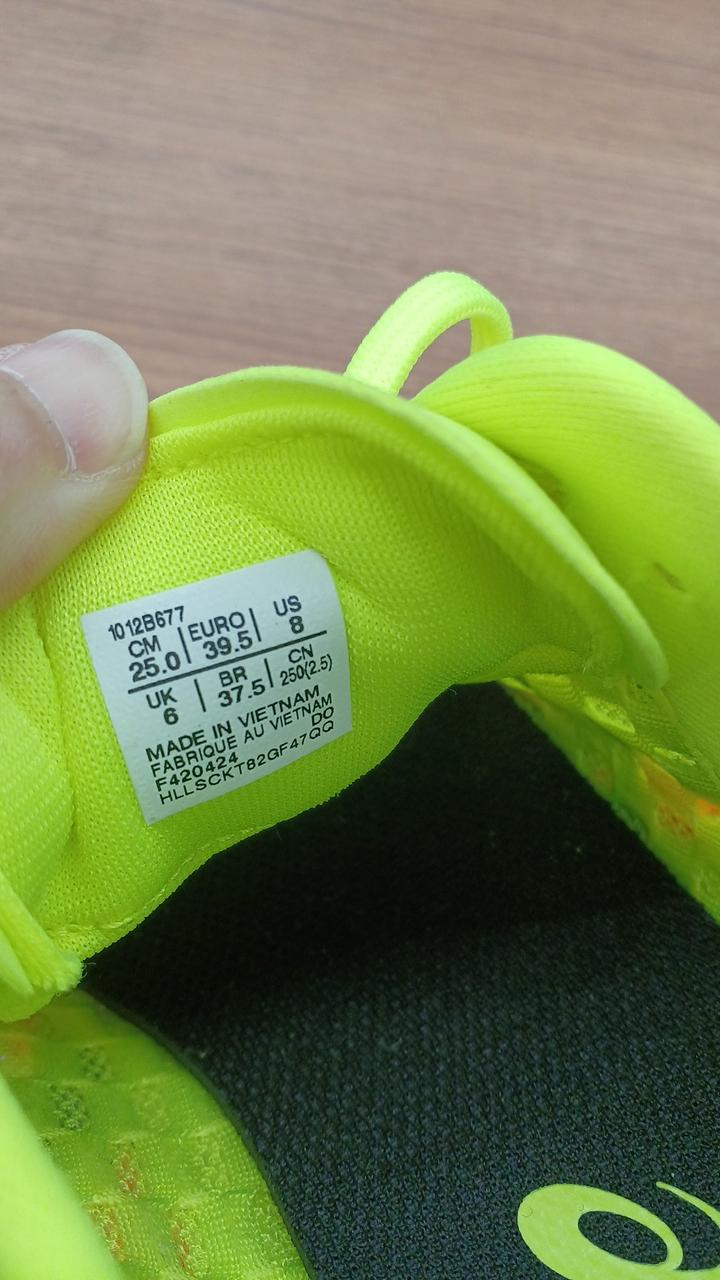 1012B677
CM | EURO | US
25.0 | 39.5 | 8
UK | BR | CN
6 | 37.5 | 250(2.5)
MADE IN VIETNAM
FABRIQUE AU VIETNAM
F420424 DO
HLLSCKT82GF47QQ